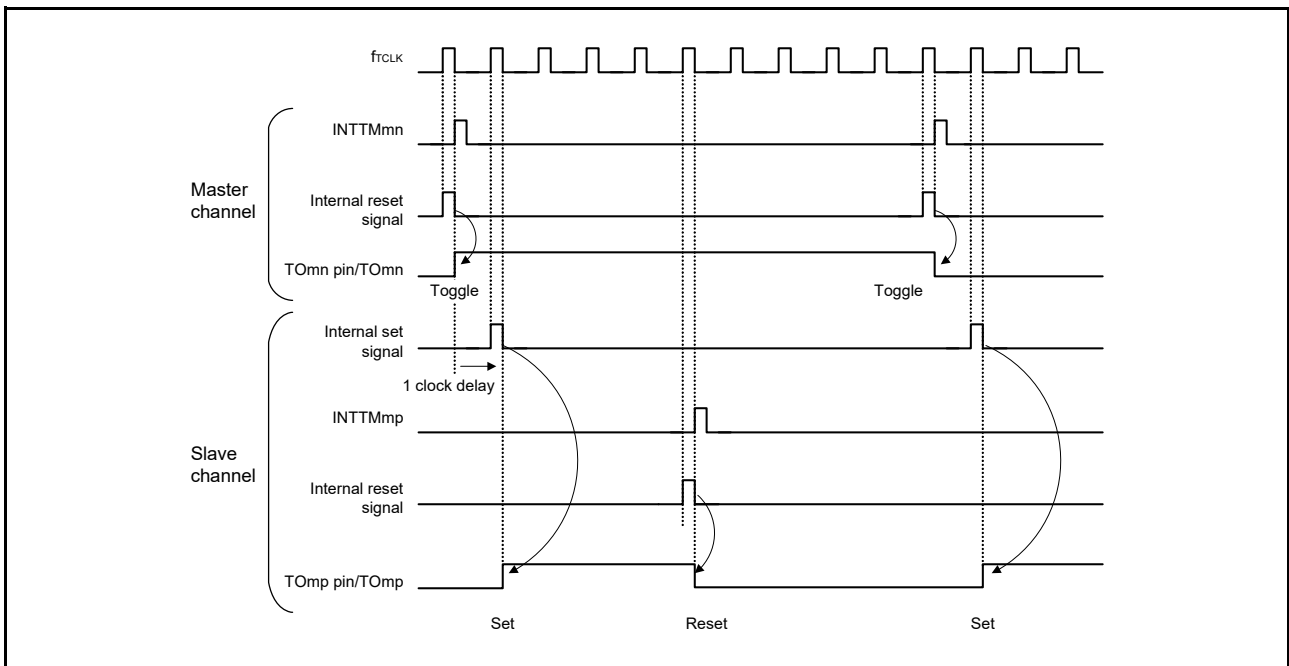 fTCLK
INTTMmn
Master
channel
Internal reset
signal
TOmn pin/TOmn
Toggle
Toggle
Internal set
signal
1 clock delay
INTTMmp
Slave
channel
Internal reset
signal
TOmp pin/TOmp
Set
Reset
Set